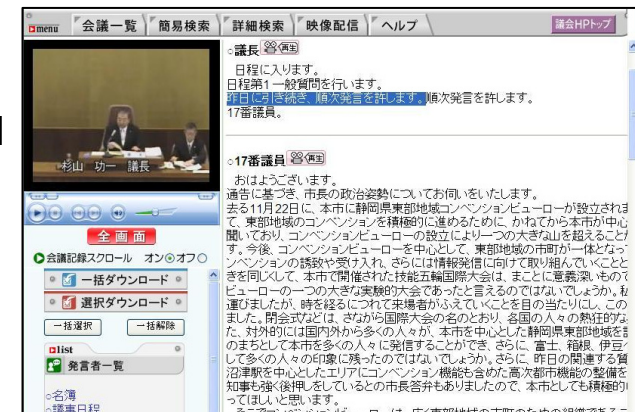 menu 会議一覧 簡易検索 詳細検索 映像配信 ヘルプ 議会HPトップ
杉山 功一 議長
全画面
会議記録スクロール オン オフ
一括ダウンロード
選択ダウンロード
一括選択 一括解除
list
発言者一覧
○名簿
○議事日程
○議長 再生
日程に入ります。
日程第1 一般質問を行います。
昨日に引き続き、順次発言を許します。順次発言を許します。
17番議員。
○17番議員 再生
おはようございます。
通告に基づき、市長の政治姿勢についてお伺いをいたします。
去る11月22日に、本市に静岡県東部地域コンベンションビューローが設立されま
て、東部地域のコンベンションを積極的に進めるために、かねてから本市が中心
聞いており、コンベンションビューローの設立により一つの大きな山を超えることが
す。今後、コンベンションビューローを中心として、東部地域の市町が一体となっ
ンベンションの誘致や受け入れ、さらには情報発信に向けて取り組んでいくことと
きを同じくして、本市で開催された技能五輪国際大会は、まことに意義深いもので
ビューローの一つの大きな実験的大会であったと言えるのではないでしょうか。私
運びましたが、時を経るにつれて来場者がふえていくことを目の当たりにし、この
ました。閉会式などは、さながら国際大会の名のとおり、各国の人々の熱狂的な
た、対外的には国内外から多くの人々が、本市を中心とした静岡県東部地域を
のまちとして本市を多くの人々に発信することができ、さらに、富士、箱根、伊豆
して多くの人々の印象に残ったのではないでしょうか。さらに、昨日の関連する質
沼津駅を中心としたエリアにコンベンション機能も含めた高次都市機能の整備を
知事も強く後押しをしているとの市長答弁もありましたので、本市としても積極的
ってほしいと思います。